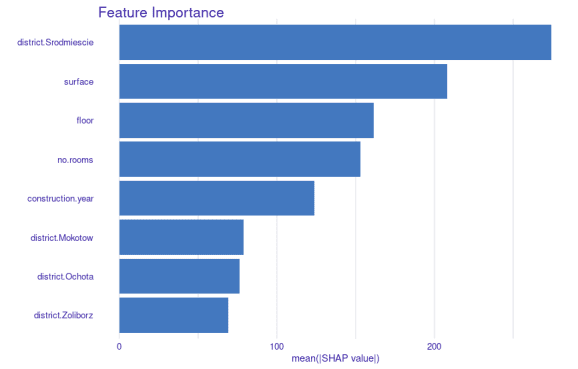 Feature Importance
district.Srodmiescie
surface
floor
no.rooms
construction.year
district.Mokotow
district.Ochota
district.Zoliborz
0 100 200
mean(|SHAP value|)